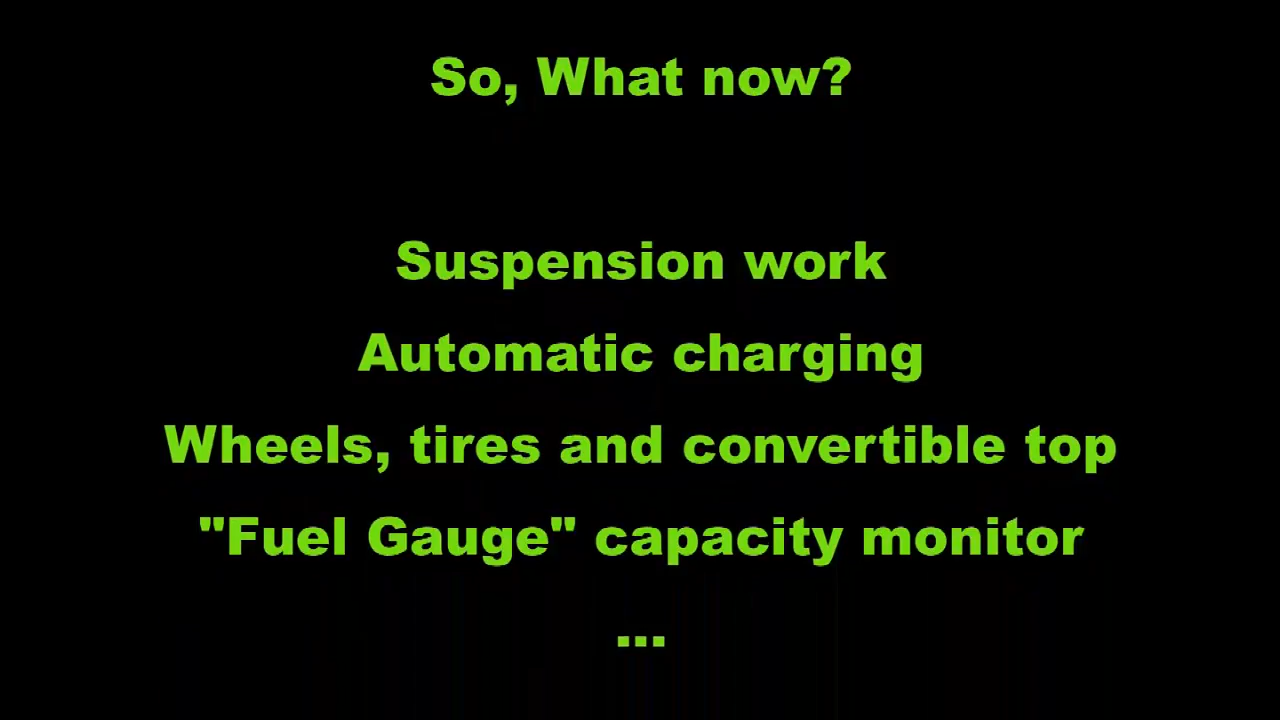 So, What now?
Suspension work
Automatic charging
Wheels, tires and convertible top
"Fuel Gauge" capacity monitor
...